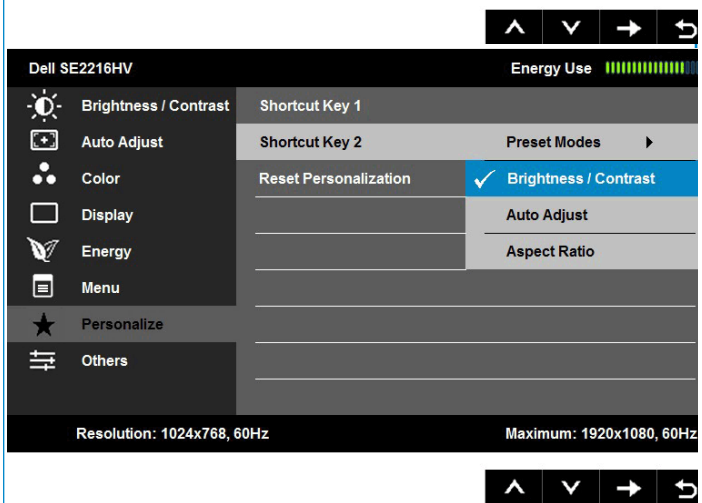 Dell SE2216HV Energy Use
Brightness / Contrast Shortcut Key 1
Auto Adjust Shortcut Key 2 Preset Modes
Color Reset Personalization Brightness / Contrast
Display Auto Adjust
Energy Aspect Ratio
Menu
Personalize
Others
Resolution: 1024x768, 60Hz Maximum: 1920x1080, 60Hz